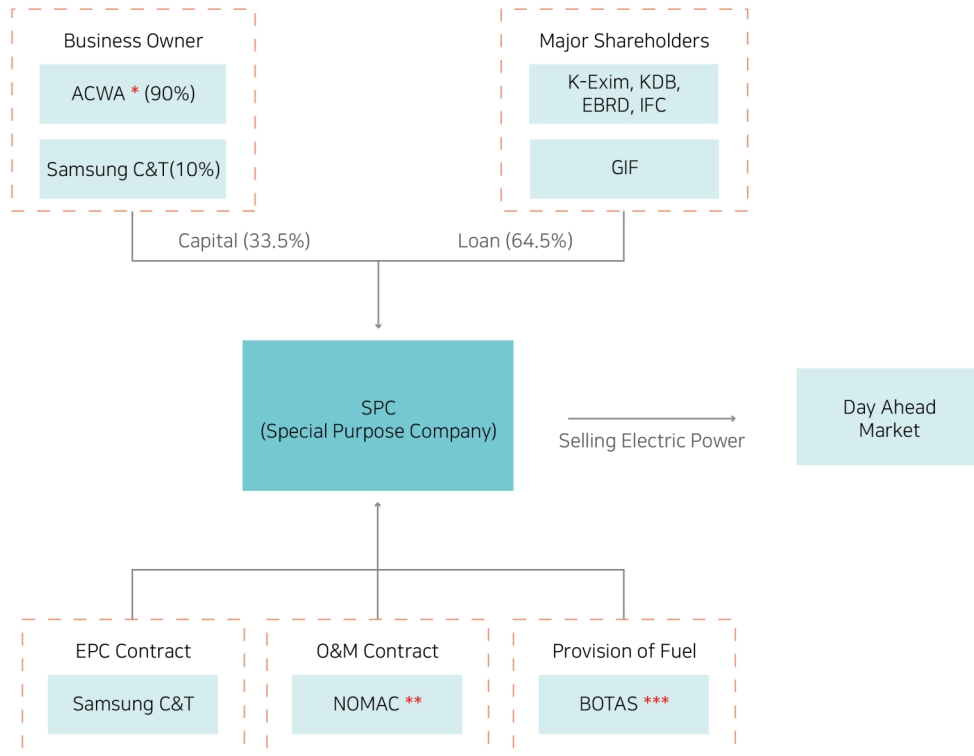 Business Owner
ACWA * (90%)
Samsung C&T(10%)
Major Shareholders
K-Exim, KDB,
EBRD, IFC
GIF
Capital (33.5%)
Loan (64.5%)
SPC
(Special Purpose Company)
Selling Electric Power
Day Ahead
Market
EPC Contract
Samsung C&T
O&M Contract
NOMAC **
Provision of Fuel
BOTAS ***